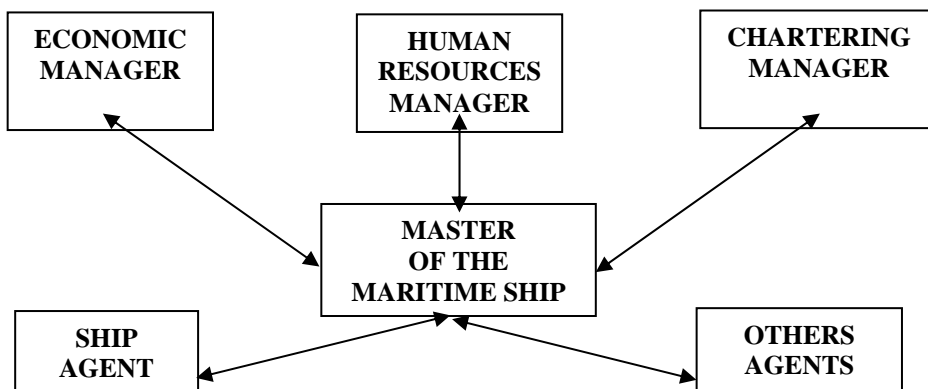 ECONOMIC
MANAGER
HUMAN
RESOURCES
MANAGER
CHARTERING
MANAGER
MASTER
OF THE
MARITIME SHIP
SHIP
AGENT
OTHERS
AGENTS